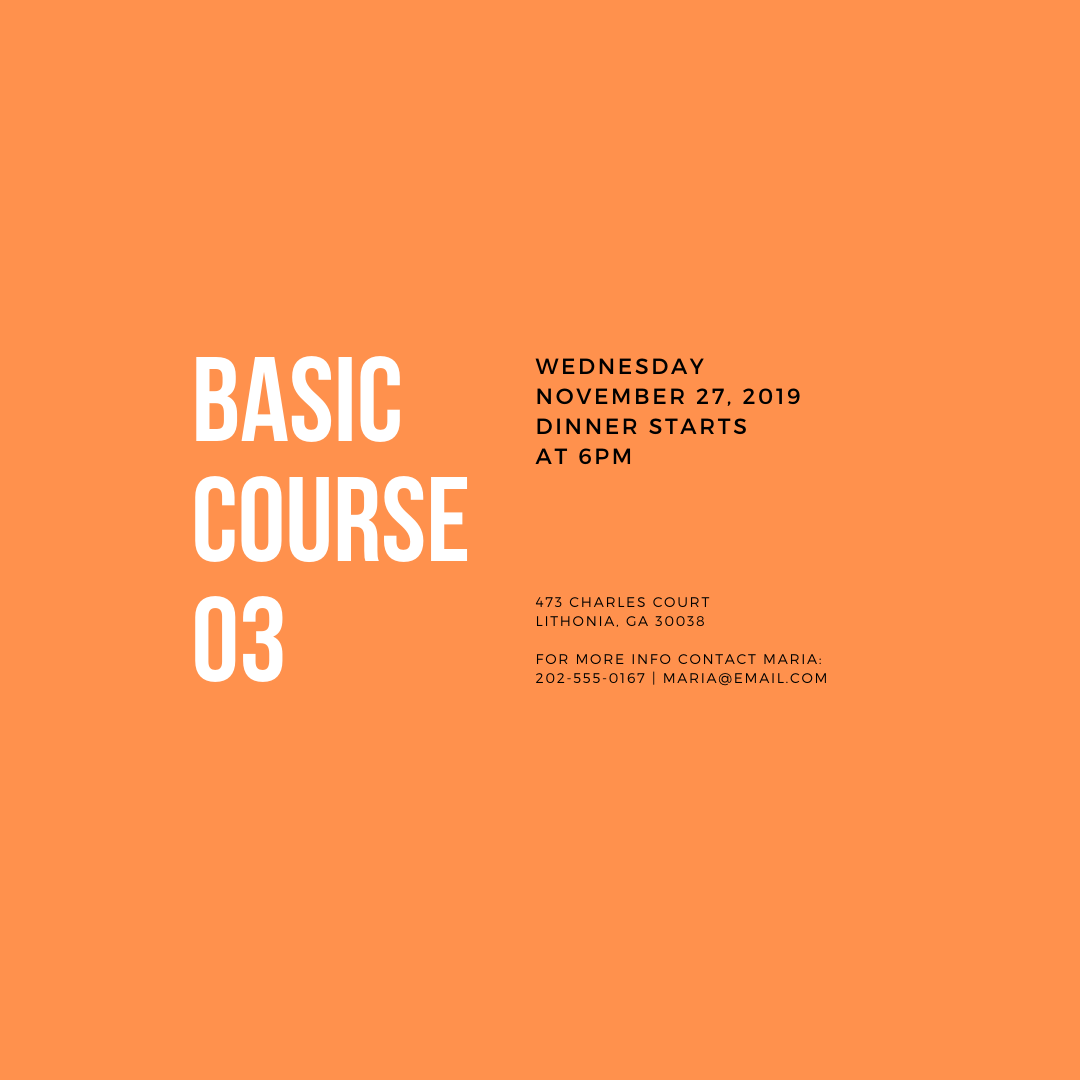 BASIC
COURSE
03
WEDNESDAY
NOVEMBER 27, 2019
DINNER STARTS
AT 6PM
473 CHARLES COURT
LITHONIA, GA 30038
FOR MORE INFO CONTACT MARIA:
202-555-0167 | MARIA@EMAIL.COM